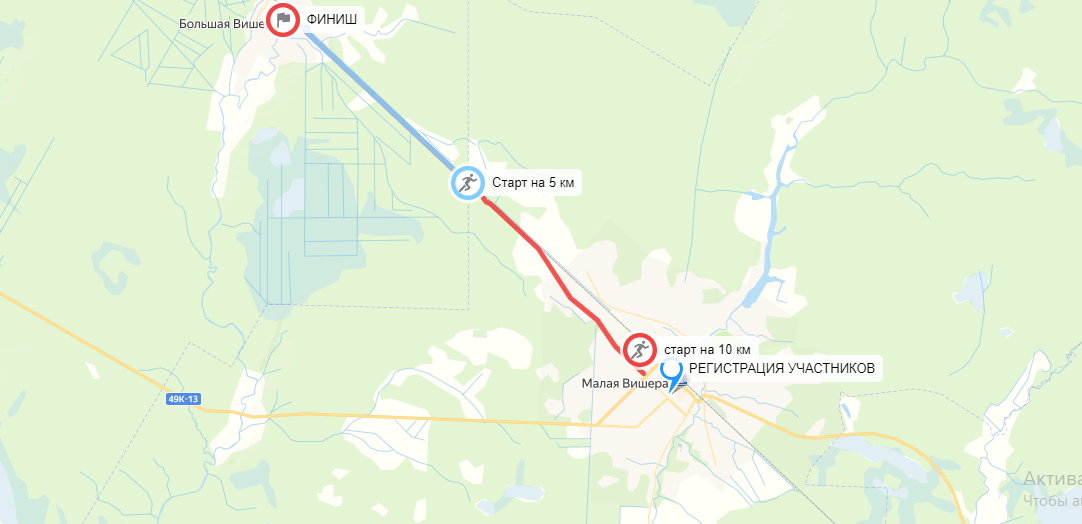 Большая Више
ФИНИШ
Старт на 5 км
старт на 10 км
РЕГИСТРАЦИЯ УЧАСТНИКОВ
Малая Вишера
49К-13
Актива
Чтобы а